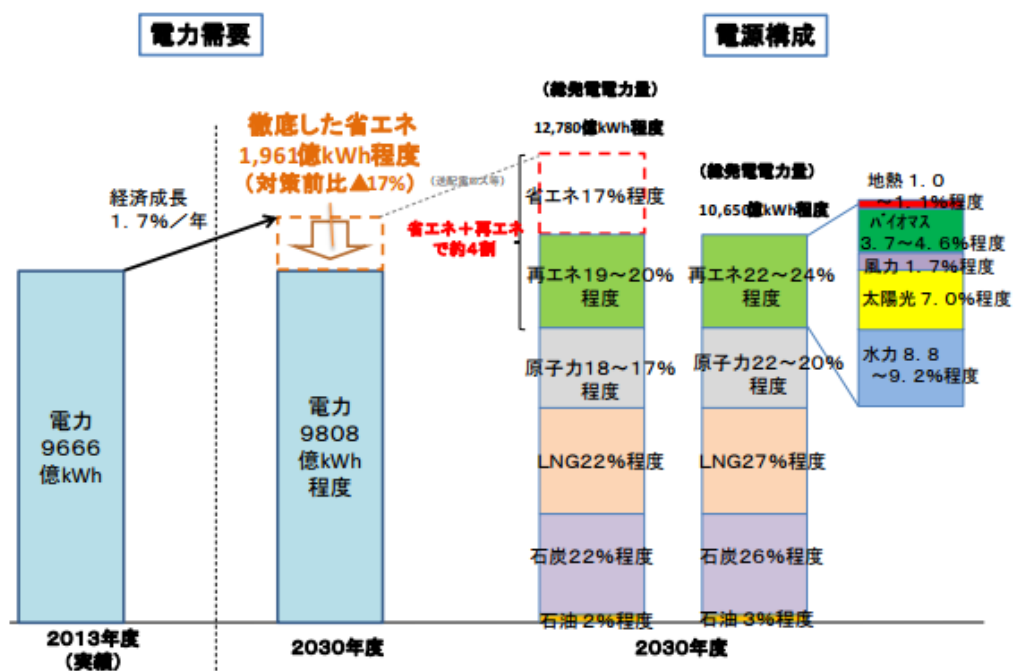 電力需要
電源構成
徹底した省エネ
1,961億kWh程度
(対策前比▲17%)
経済成長
1.7%/年
電力
9666
億kWh
電力
9808
億kWh
程度
2013年度
(実績)
2030年度
(総発電電力量)
12,780億kWh程度
(送配電ロス等)
省エネ17%程度
省エネ+再エネ
で約4割
再エネ19~20%
程度
原子力18~17%
程度
LNG22%程度
石炭22%程度
石油2%程度
(総発電電力量)
10,650億kWh程度
再エネ22~24%
程度
原子力22~20%
程度
LNG27%程度
石炭26%程度
石油3%程度
2030年度
地熱1.0
~1.1%程度
バイオマス
3.7~4.6%程度
風力1.7%程度
太陽光7.0%程度
水力8.8
~9.2%程度